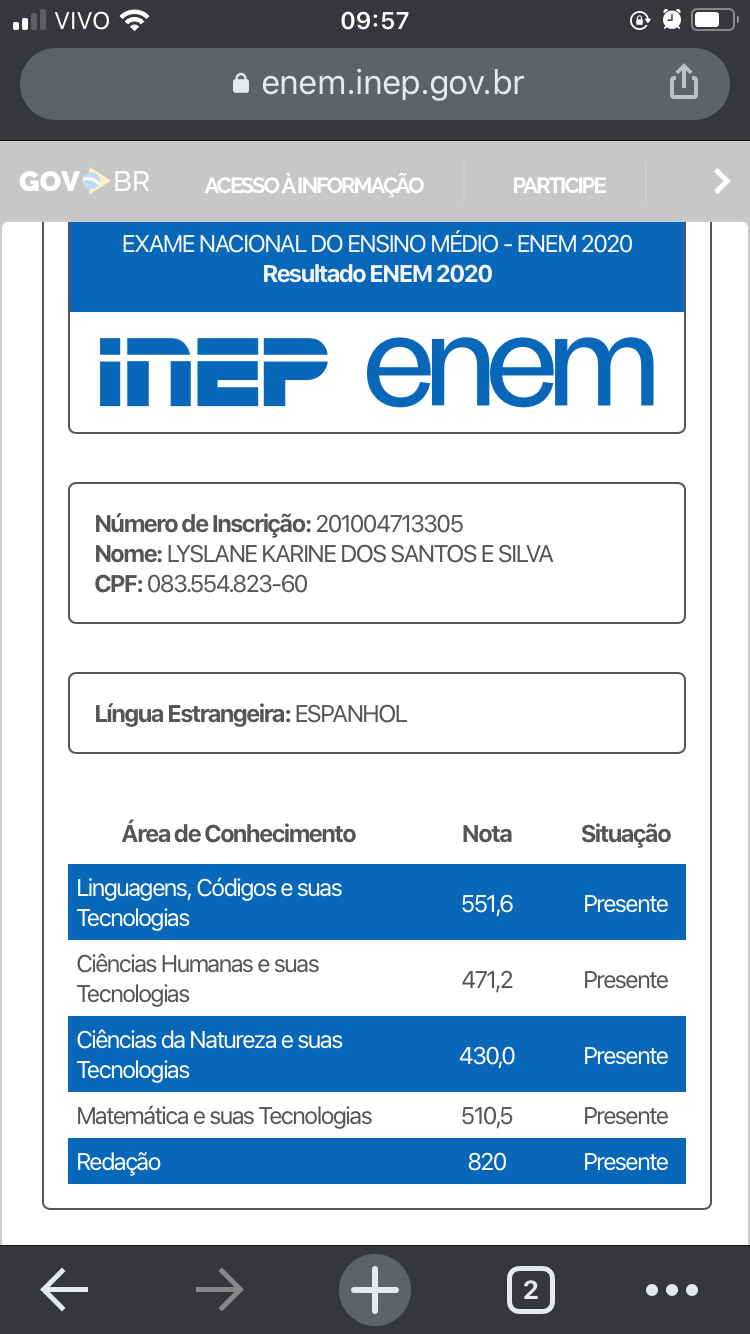 VIVO 09:57
enem.inep.gov.br
GOV BR ACESSO À INFORMAÇÃO PARTICIPE
EXAME NACIONAL DO ENSINO MÉDIO - ENEM 2020
Resultado ENEM 2020
inep enem
Número de Inscrição: 201004713305
Nome: LYSLANE KARINE DOS SANTOS E SILVA
CPF: 083.554.823-60
Língua Estrangeira: ESPANHOL
Área de Conhecimento Nota Situação
Linguagens, Códigos e suas
Tecnologias 551,6 Presente
Ciências Humanas e suas
Tecnologias 471,2 Presente
Ciências da Natureza e suas
Tecnologias 430,0 Presente
Matemática e suas Tecnologias 510,5 Presente
Redação 820 Presente
2